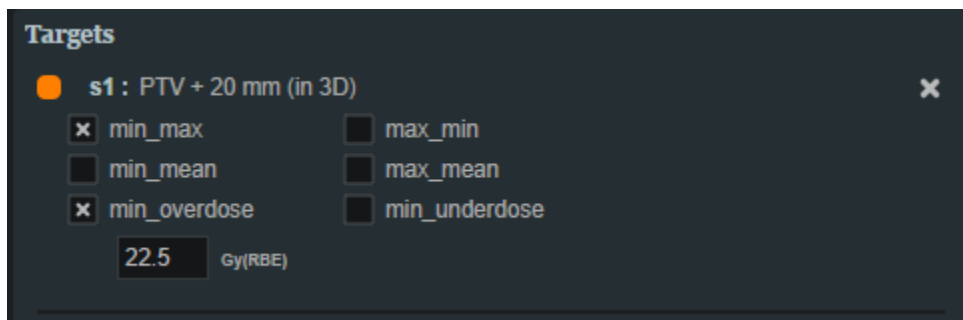 Targets
s1 : PTV + 20 mm (in 3D)
min_max max_min
min_mean max_mean
min_overdose min_underdose
22.5 Gy(RBE)